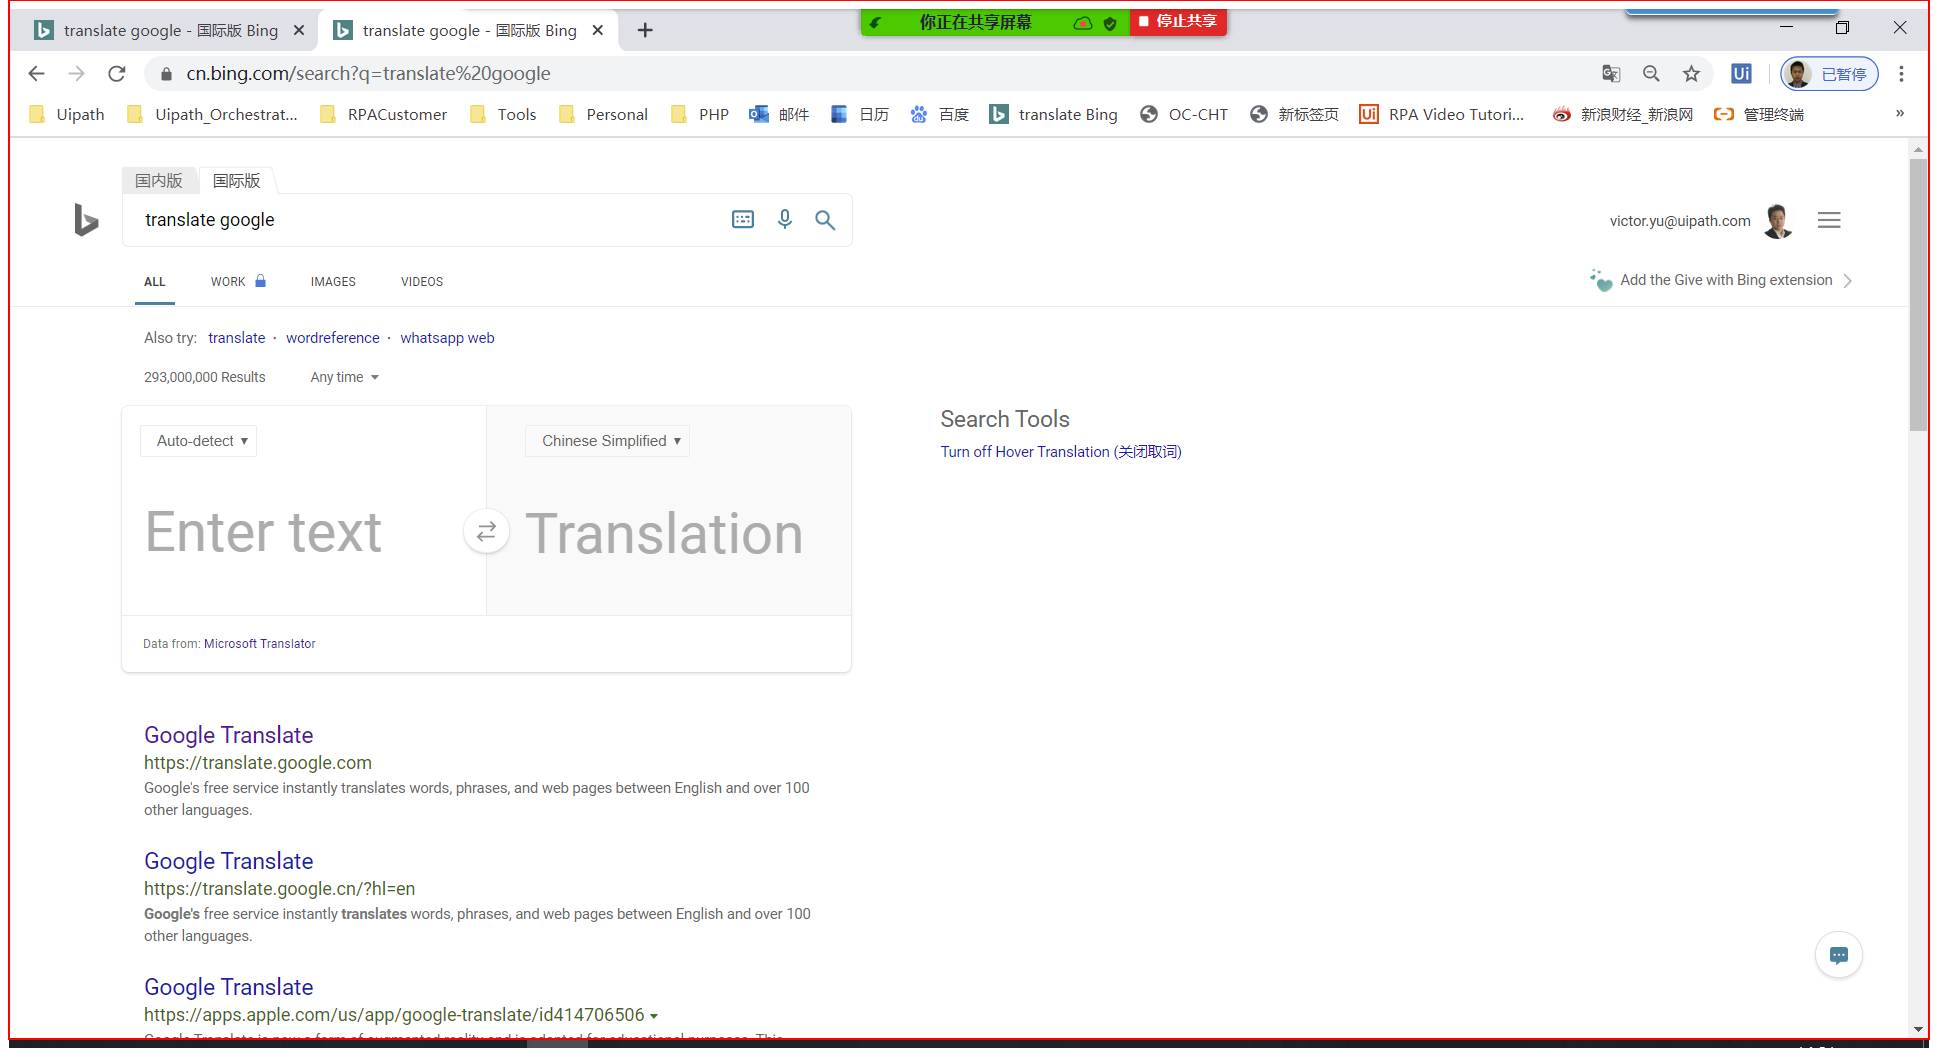 translate google - 国际版 Bing
translate google - 国际版 Bing
你正在共享屏幕
停止共享
cn.bing.com/search?q=translate%20google
Ui
已暂停
Uipath
Uipath_Orchestrat...
RPACustomer
Tools
Personal
PHP
邮件
日历
百度
translate Bing
OC-CHT
新标签页
RPA Video Tutori...
新浪财经_新浪网
管理终端
»
国内版
国际版
translate google
victor.yu@uipath.com
ALL
WORK
IMAGES
VIDEOS
Add the Give with Bing extension
Also try: translate · wordreference · whatsapp web
293,000,000 Results
Any time
Auto-detect
Chinese Simplified
Enter text
Translation
Data from: Microsoft Translator
Search Tools
Turn off Hover Translation (关闭取词)
Google Translate
https://translate.google.com
Google's free service instantly translates words, phrases, and web pages between English and over 100
other languages.
Google Translate
https://translate.google.cn/?hl=en
Google's free service instantly translates words, phrases, and web pages between English and over 100
other languages.
Google Translate
https://apps.apple.com/us/app/google-translate/id414706506